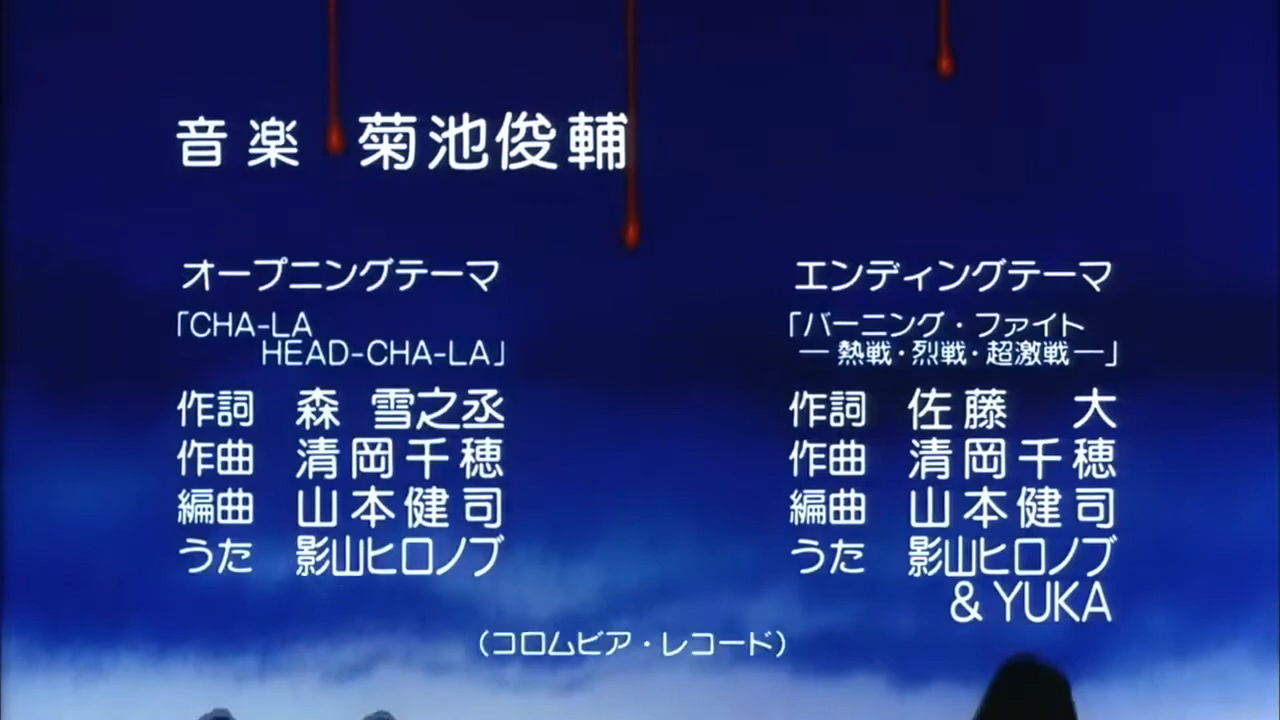 音楽 菊池俊輔
オープニングテーマ
「CHA-LA
HEAD-CHA-LA」
作詞 森 雪之丞
作曲 清岡千穂
編曲 山本健司
うた 影山ヒロノブ
エンディングテーマ
「バーニング・ファイト
―熱戦・烈戦・超激戦―」
作詞 佐藤 大
作曲 清岡千穂
編曲 山本健司
うた 影山ヒロノブ
& YUKA
(コロムビア・レコード)